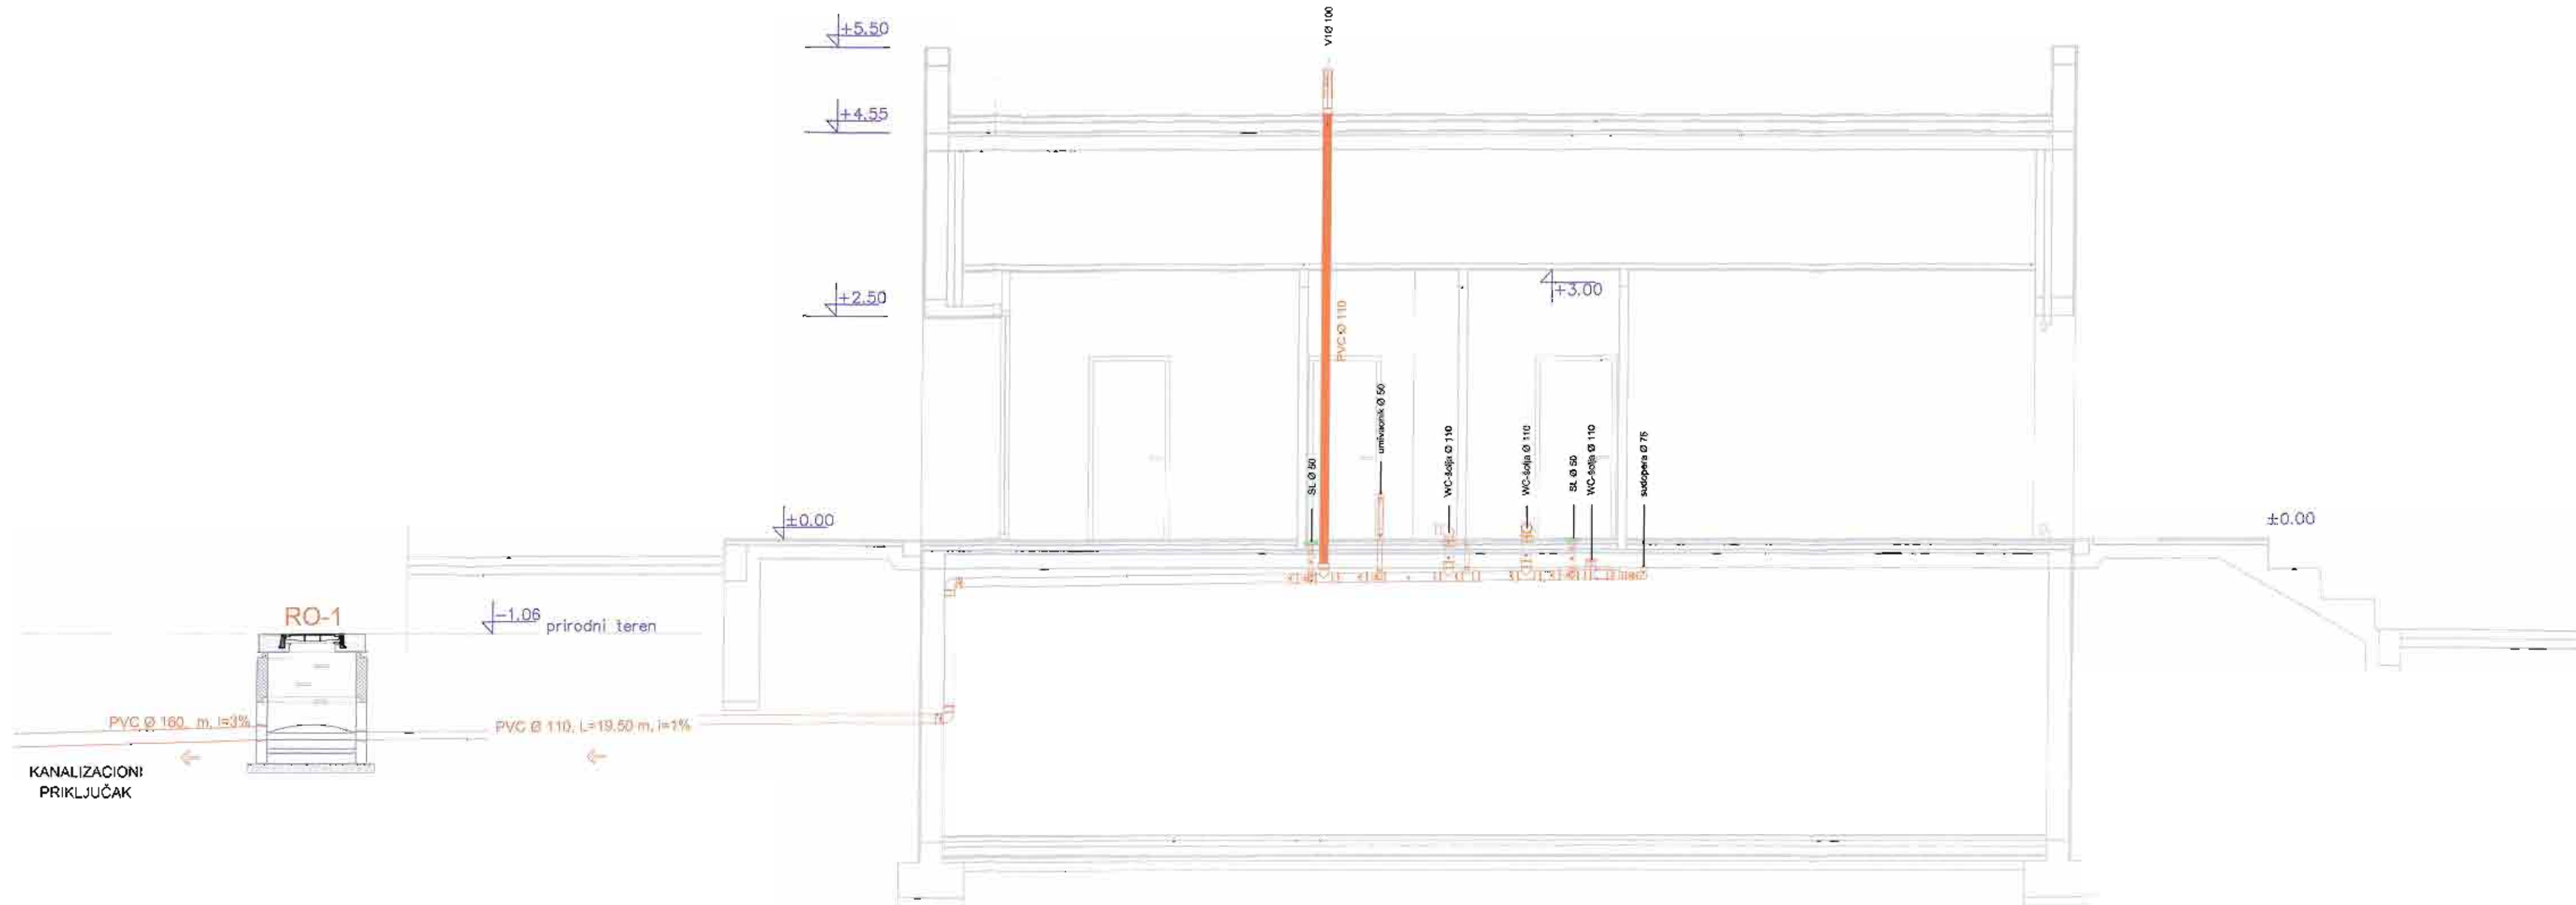 +5.50
V1Ø 100
+4.55
+2.50
+3.00
PVC Ø 110
umivaonik Ø 50
SL Ø 50
WC-šolja Ø 110
WC-šolja Ø 110
SL Ø 50
WC-šolja Ø 110
sudopera Ø 75
±0.00
±0.00
RO-1
-1.06 prirodni teren
PVC Ø 160, m, i=3%
PVC Ø 110, L=19.50 m, i=1%
KANALIZACIONI
PRIKLJUČAK